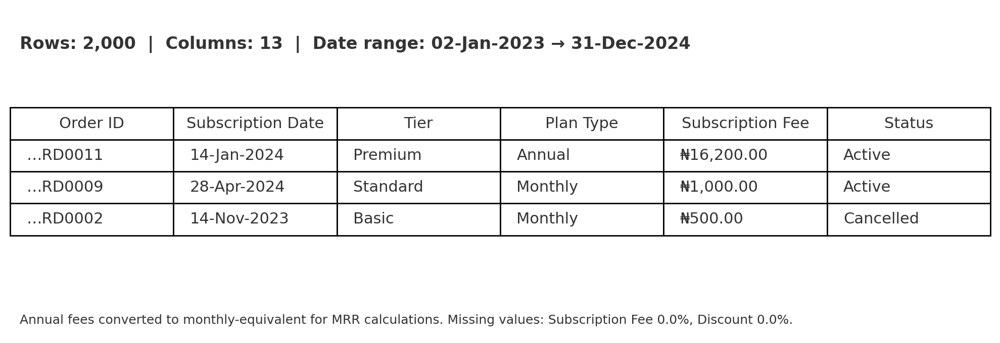 Rows: 2,000 | Columns: 13 | Date range: 02-Jan-2023 → 31-Dec-2024
Order ID Subscription Date Tier Plan Type Subscription Fee Status
...RD0011 14-Jan-2024 Premium Annual ₦16,200.00 Active
...RD0009 28-Apr-2024 Standard Monthly ₦1,000.00 Active
...RD0002 14-Nov-2023 Basic Monthly ₦500.00 Cancelled
Annual fees converted to monthly-equivalent for MRR calculations. Missing values: Subscription Fee 0.0%, Discount 0.0%.